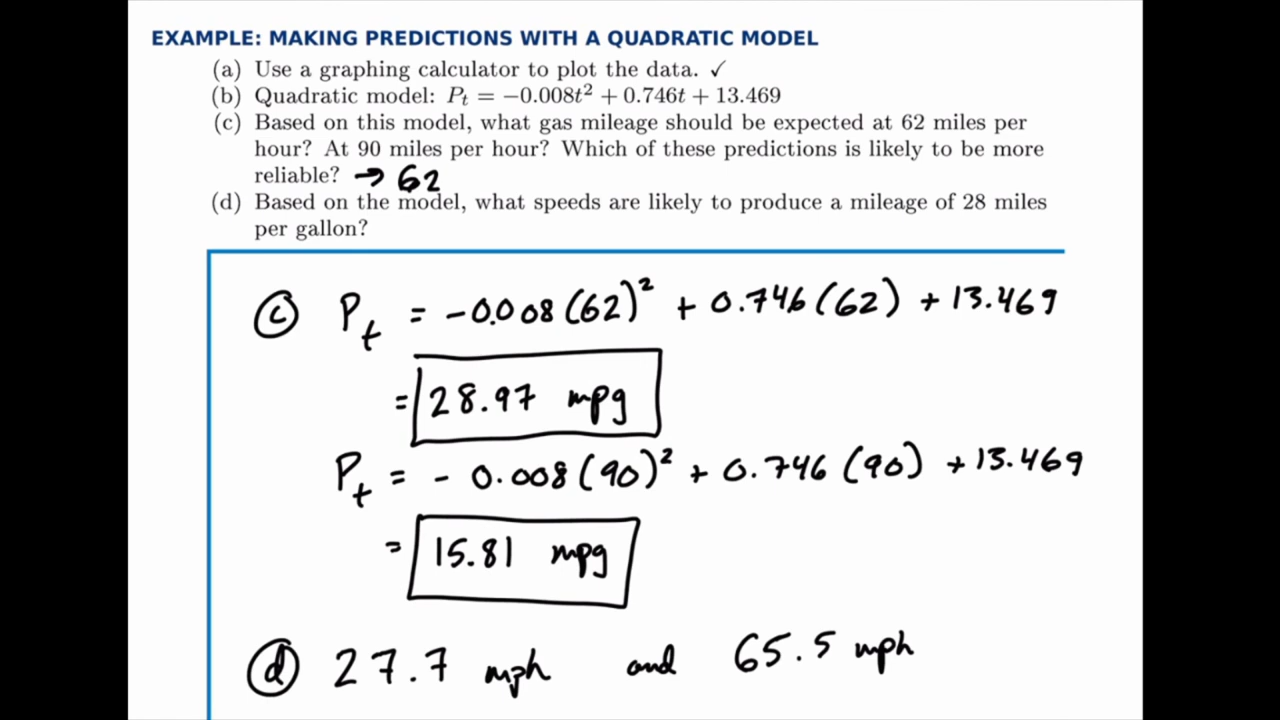 EXAMPLE: MAKING PREDICTIONS WITH A QUADRATIC MODEL
(a) Use a graphing calculator to plot the data. ✓
(b) Quadratic model: Pₜ = −0.008t² + 0.746t + 13.469
(c) Based on this model, what gas mileage should be expected at 62 miles per
hour? At 90 miles per hour? Which of these predictions is likely to be more
reliable? → 62
(d) Based on the model, what speeds are likely to produce a mileage of 28 miles
per gallon?
ⓒ Pₜ = -0.008(62)² + 0.746(62) + 13.469
= 28.97 mpg
Pₜ = - 0.008(90)² + 0.746(90) + 13.469
= 15.81 mpg
ⓓ 27.7 mph and 65.5 mph